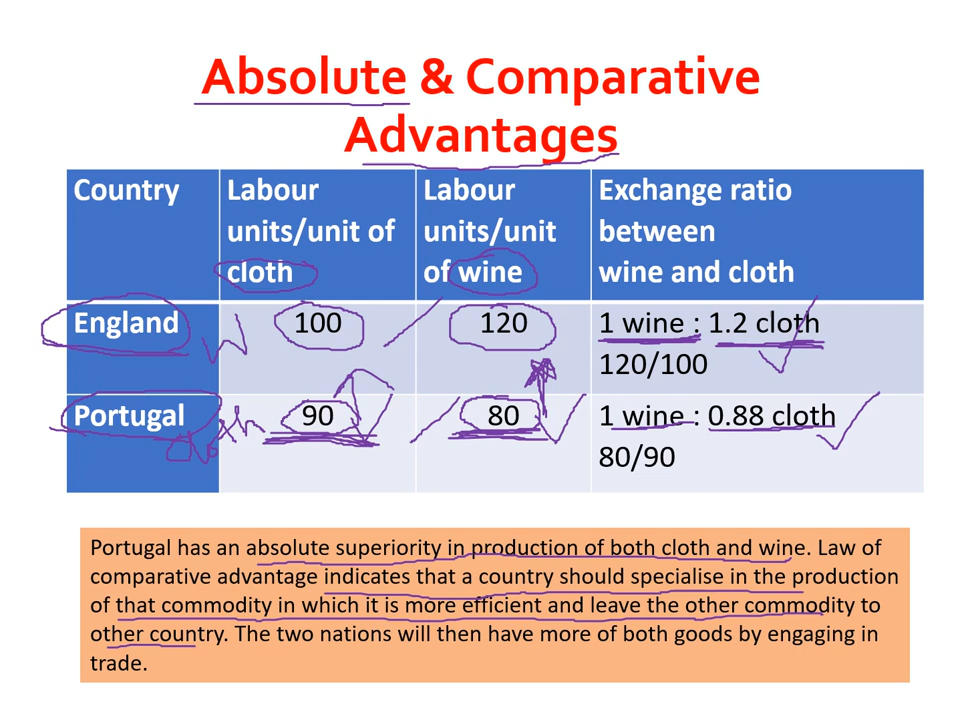 Absolute & Comparative
Advantages
Country
Labour
units/unit of
cloth
Labour
units/unit
of wine
Exchange ratio
between
wine and cloth
England
100
120
1 wine : 1.2 cloth
120/100
Portugal
90
80
1 wine : 0.88 cloth
80/90
Portugal has an absolute superiority in production of both cloth and wine. Law of
comparative advantage indicates that a country should specialise in the production
of that commodity in which it is more efficient and leave the other commodity to
other country. The two nations will then have more of both goods by engaging in
trade.